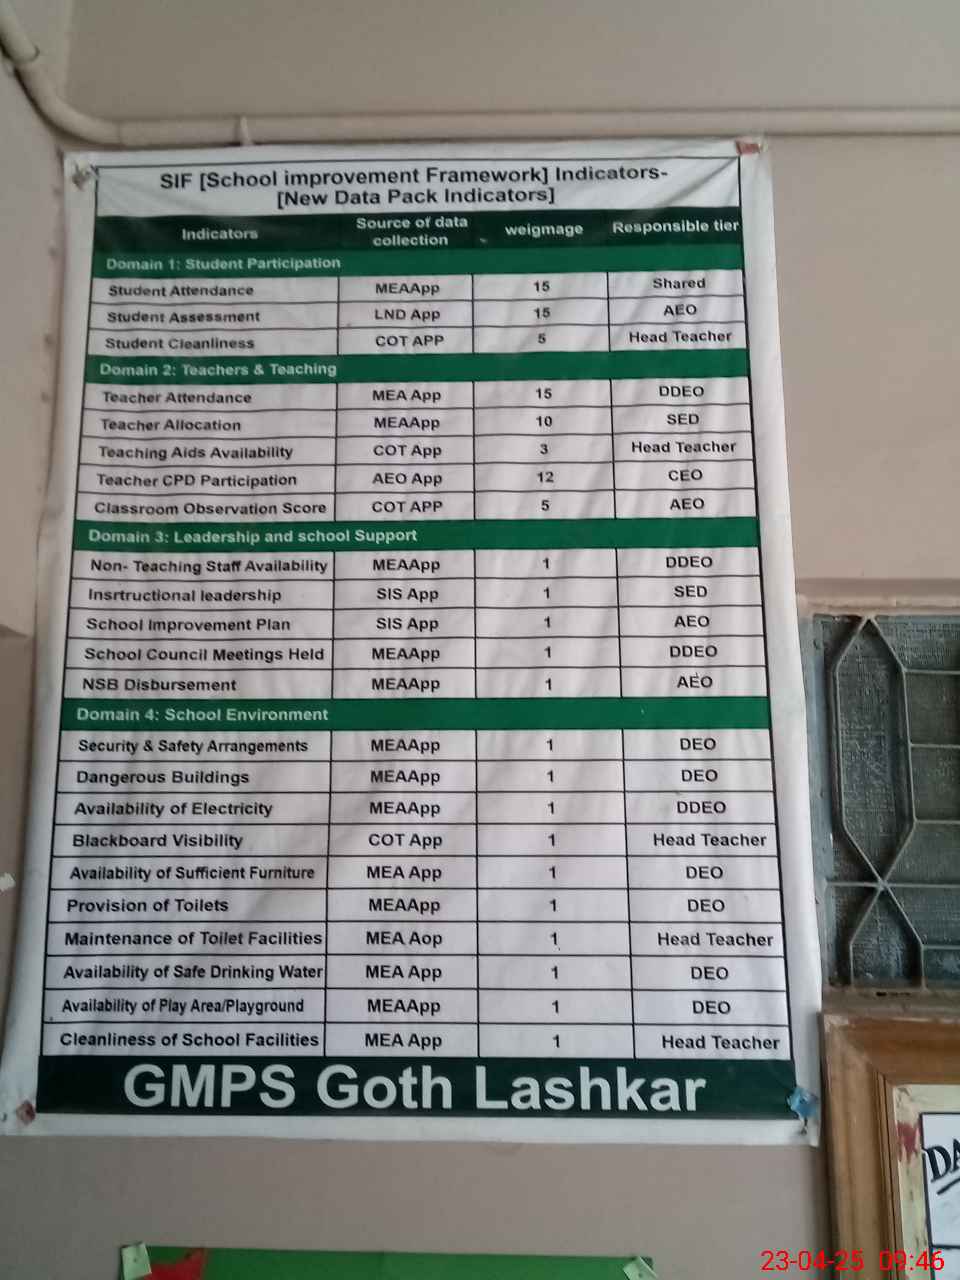 SIF [School improvement Framework] Indicators-
[New Data Pack Indicators]
Indicators Source of data collection weigmage Responsible tier
Domain 1: Student Participation
Student Attendance MEAApp 15 Shared
Student Assessment LND App 15 AEO
Student Cleanliness COT APP 5 Head Teacher
Domain 2: Teachers & Teaching
Teacher Attendance MEA App 15 DDEO
Teacher Allocation MEAApp 10 SED
Teaching Aids Availability COT App 3 Head Teacher
Teacher CPD Participation AEO App 12 CEO
Classroom Observation Score COT APP 5 AEO
Domain 3: Leadership and school Support
Non- Teaching Staff Availability MEAApp 1 DDEO
Insrtructional leadership SIS App 1 SED
School Improvement Plan SIS App 1 AEO
School Council Meetings Held MEAApp 1 DDEO
NSB Disbursement MEAApp 1 AEO
Domain 4: School Environment
Security & Safety Arrangements MEAApp 1 DEO
Dangerous Buildings MEAApp 1 DEO
Availability of Electricity MEAApp 1 DDEO
Blackboard Visibility COT App 1 Head Teacher
Availability of Sufficient Furniture MEA App 1 DEO
Provision of Toilets MEAApp 1 DEO
Maintenance of Toilet Facilities MEA Aop 1 Head Teacher
Availability of Safe Drinking Water MEA App 1 DEO
Availability of Play Area/Playground MEAApp 1 DEO
Cleanliness of School Facilities MEA App 1 Head Teacher
GMPS Goth Lashkar
23-04-25 09:46